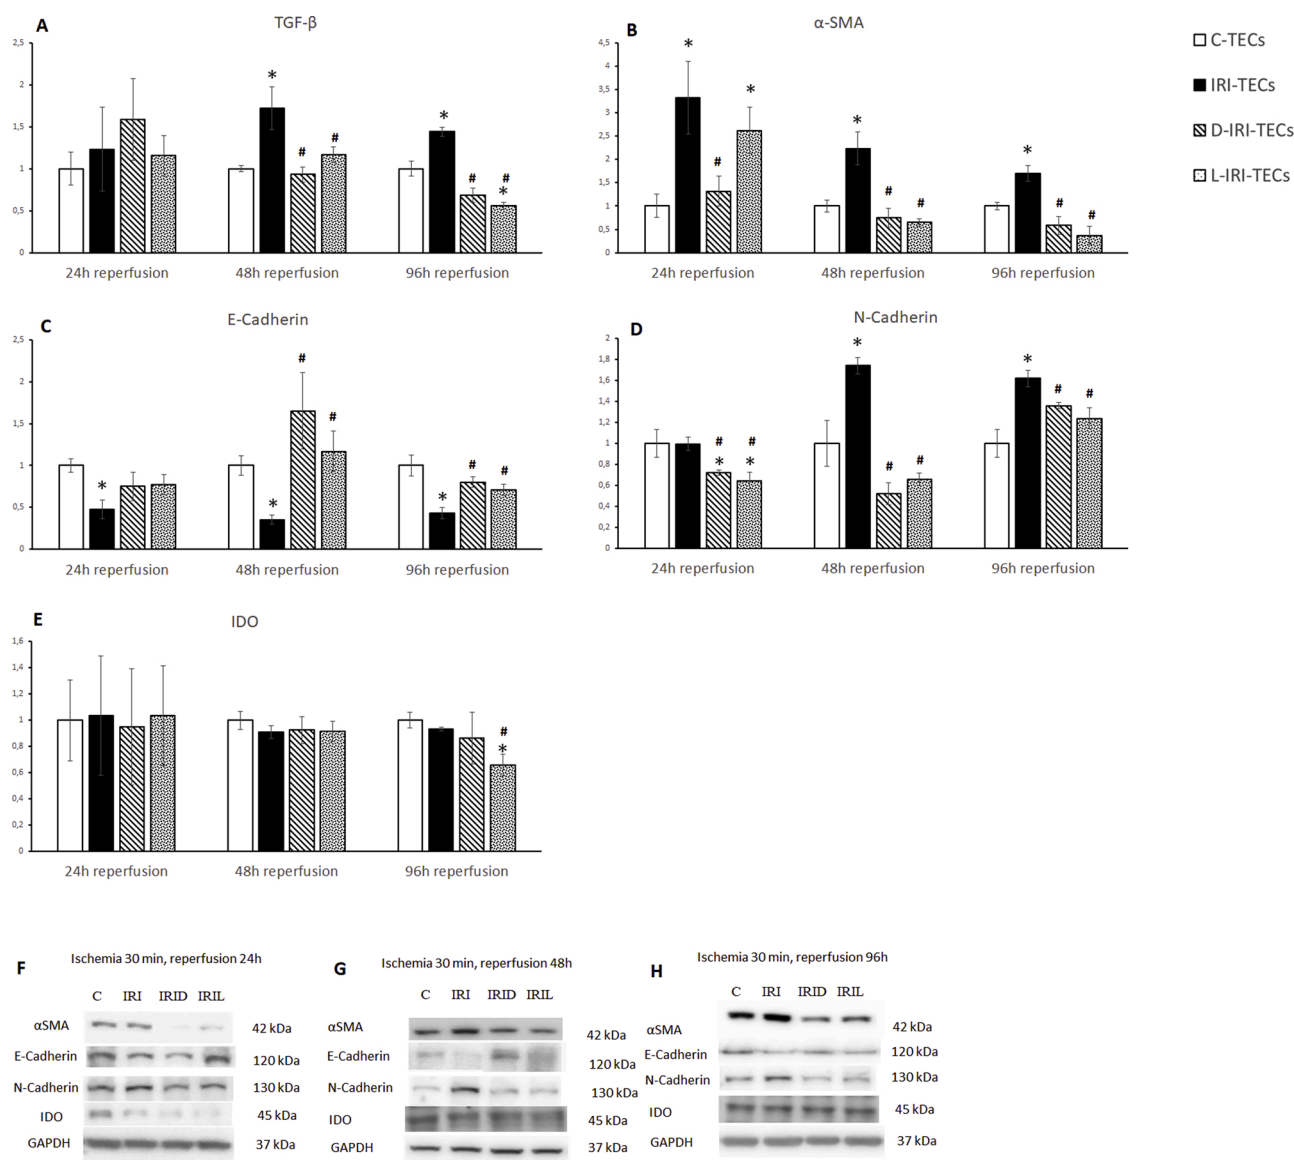 A
TGF-β
2,5
2
1,5
1
0,5
0
*
#
#
*
#
#
*
24h reperfusion
48h reperfusion
96h reperfusion
B
α-SMA
4,5
4
3,5
3
2,5
2
1,5
1
0,5
0
*
#
*
*
#
#
*
#
#
24h reperfusion
48h reperfusion
96h reperfusion
C-TECs
IRI-TECs
D-IRI-TECs
L-IRI-TECs
C
E-Cadherin
2,5
2
1,5
1
0,5
0
*
*
#
#
*
#
#
24h reperfusion
48h reperfusion
96h reperfusion
D
N-Cadherin
2
1,8
1,6
1,4
1,2
1
0,8
0,6
0,4
0,2
0
#
*
#
*
*
#
#
*
#
#
24h reperfusion
48h reperfusion
96h reperfusion
E
IDO
1,6
1,4
1,2
1
0,8
0,6
0,4
0,2
0
#
*
24h reperfusion
48h reperfusion
96h reperfusion
F
Ischemia 30 min, reperfusion 24h
C IRI IRID IRIL
αSMA 42 kDa
E-Cadherin 120 kDa
N-Cadherin 130 kDa
IDO 45 kDa
GAPDH 37 kDa
G
Ischemia 30 min, reperfusion 48h
C IRI IRID IRIL
αSMA 42 kDa
E-Cadherin 120 kDa
N-Cadherin 130 kDa
IDO 45 kDa
GAPDH 37 kDa
H
Ischemia 30 min, reperfusion 96h
C IRI IRID IRIL
αSMA 42 kDa
E-Cadherin 120 kDa
N-Cadherin 130 kDa
IDO 45 kDa
GAPDH 37 kDa